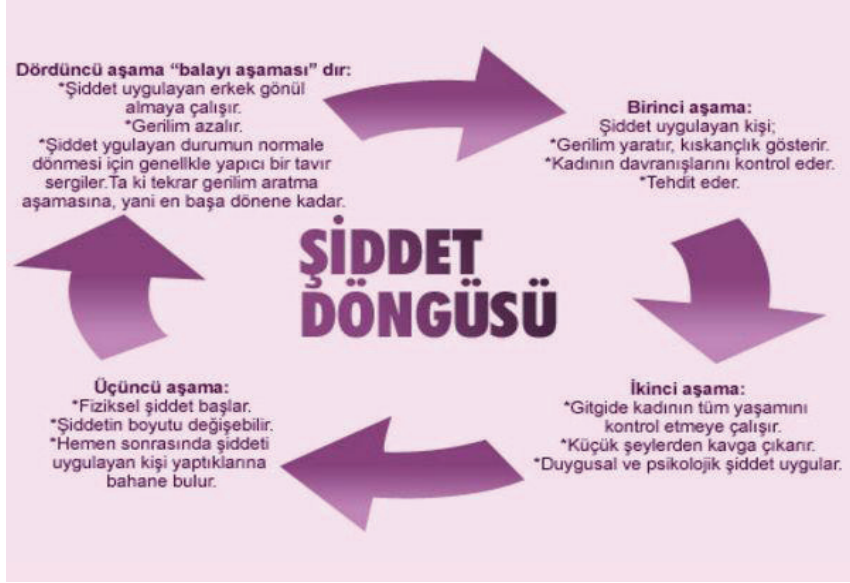 Dördüncü aşama “balayı aşaması” dır:
*Şiddet uygulayan erkek gönül
almaya çalışır.
*Gerilim azalır.
*Şiddet ygulayan durumun normale
dönmesi için genellkle yapıcı bir tavır
sergiler.Ta ki tekrar gerilim aratma
aşamasına, yani en başa dönene kadar.
Birinci aşama:
Şiddet uygulayan kişi;
*Gerilim yaratır, kıskançlık gösterir.
*Kadının davranışlarını kontrol eder.
*Tehdit eder.
ŞİDDET
DÖNGÜSÜ
Üçüncü aşama:
*Fiziksel şiddet başlar.
*Şiddetin boyutu değişebilir.
*Hemen sonrasında şiddeti
uygulayan kişi yaptıklarına
bahane bulur.
İkinci aşama:
*Gitgide kadının tüm yaşamını
kontrol etmeye çalışır.
*Küçük şeylerden kavga çıkarır.
*Duygusal ve psikolojik şiddet uygular.